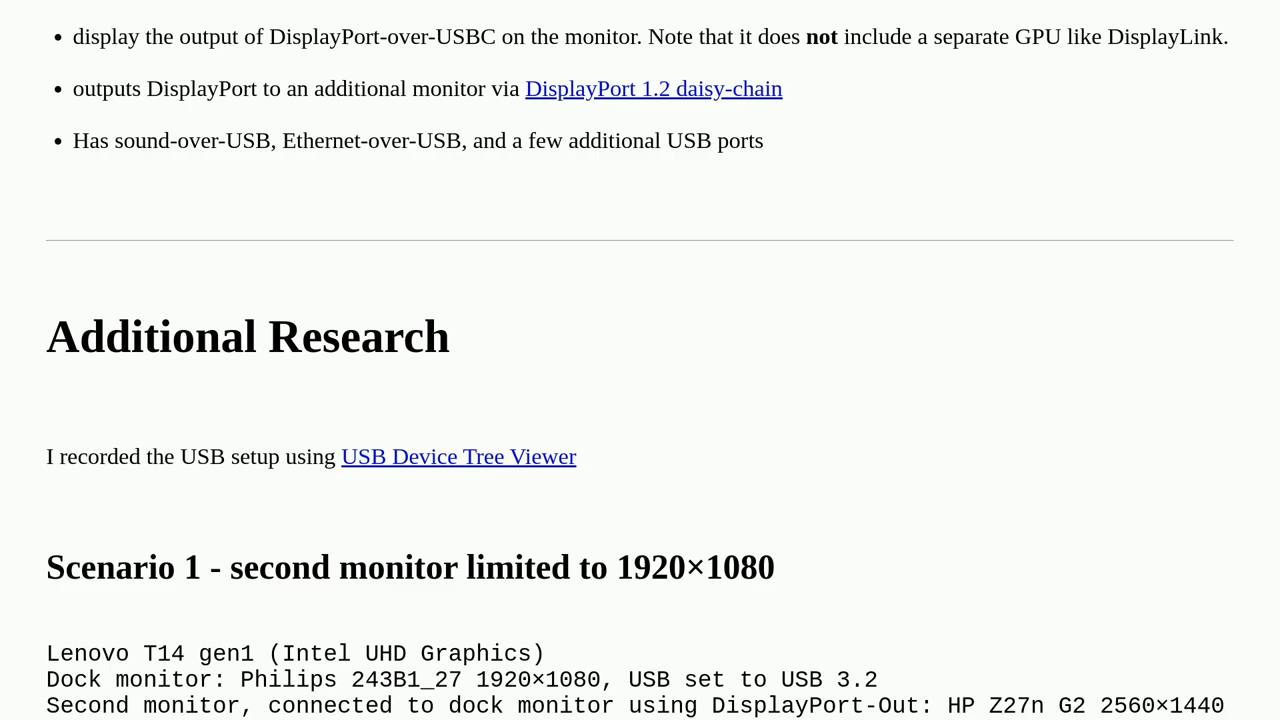 • display the output of DisplayPort-over-USBC on the monitor. Note that it does not include a separate GPU like DisplayLink.
• outputs DisplayPort to an additional monitor via DisplayPort 1.2 daisy-chain
• Has sound-over-USB, Ethernet-over-USB, and a few additional USB ports
Additional Research
I recorded the USB setup using USB Device Tree Viewer
Scenario 1 - second monitor limited to 1920×1080
Lenovo T14 gen1 (Intel UHD Graphics)
Dock monitor: Philips 243B1_27 1920×1080, USB set to USB 3.2
Second monitor, connected to dock monitor using DisplayPort-Out: HP Z27n G2 2560×1440